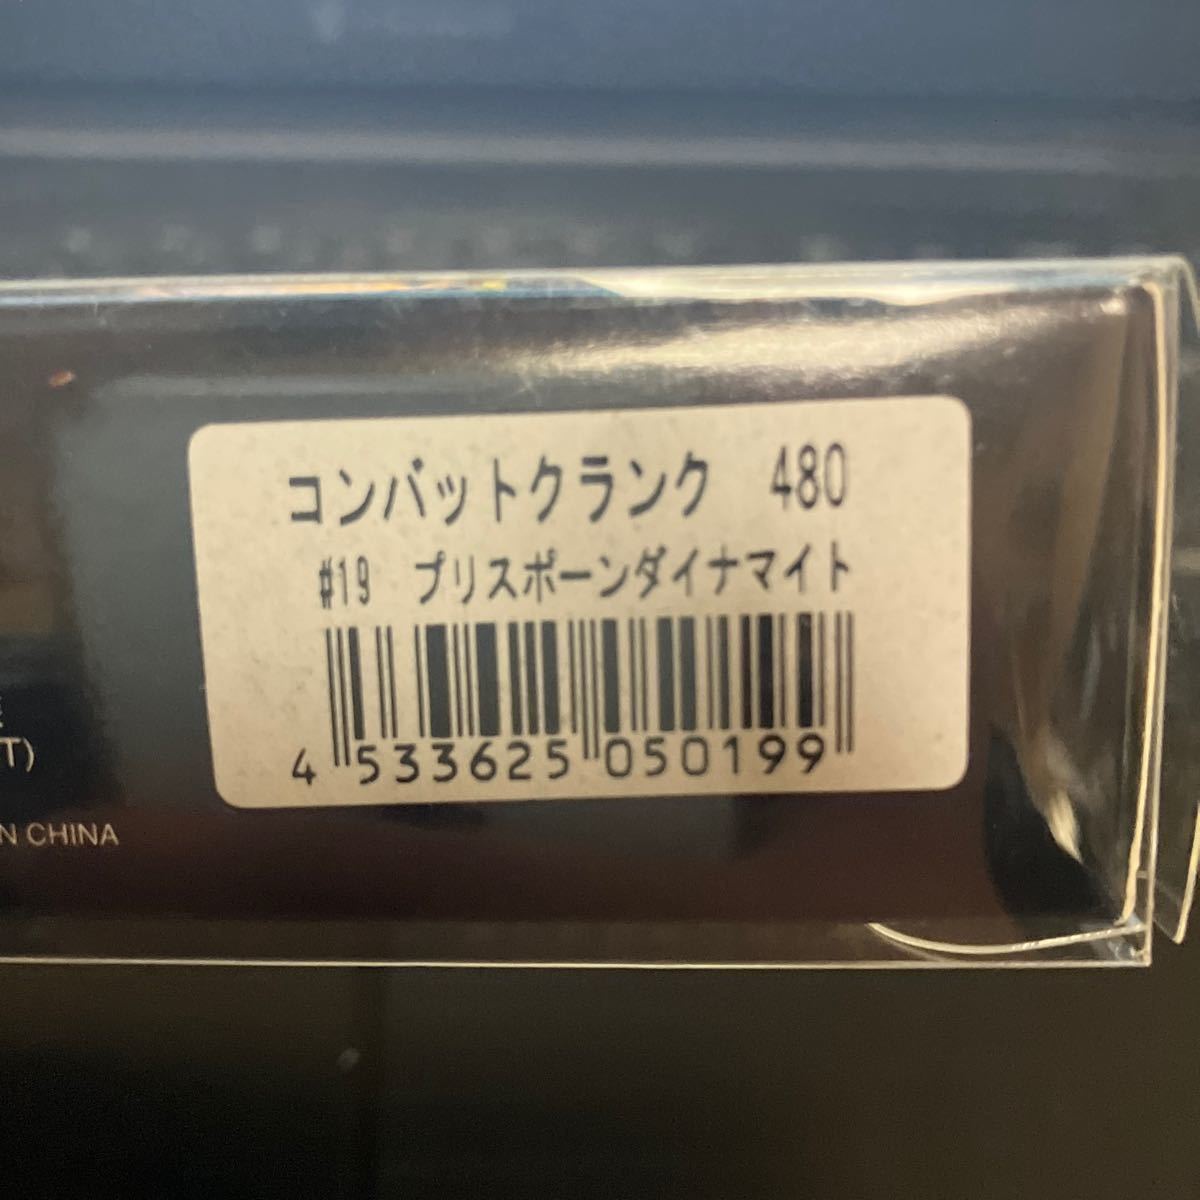 コンバットクランク 480
#19 プリスポーンダイナマイト
4 533625 050199
T)
N CHINA